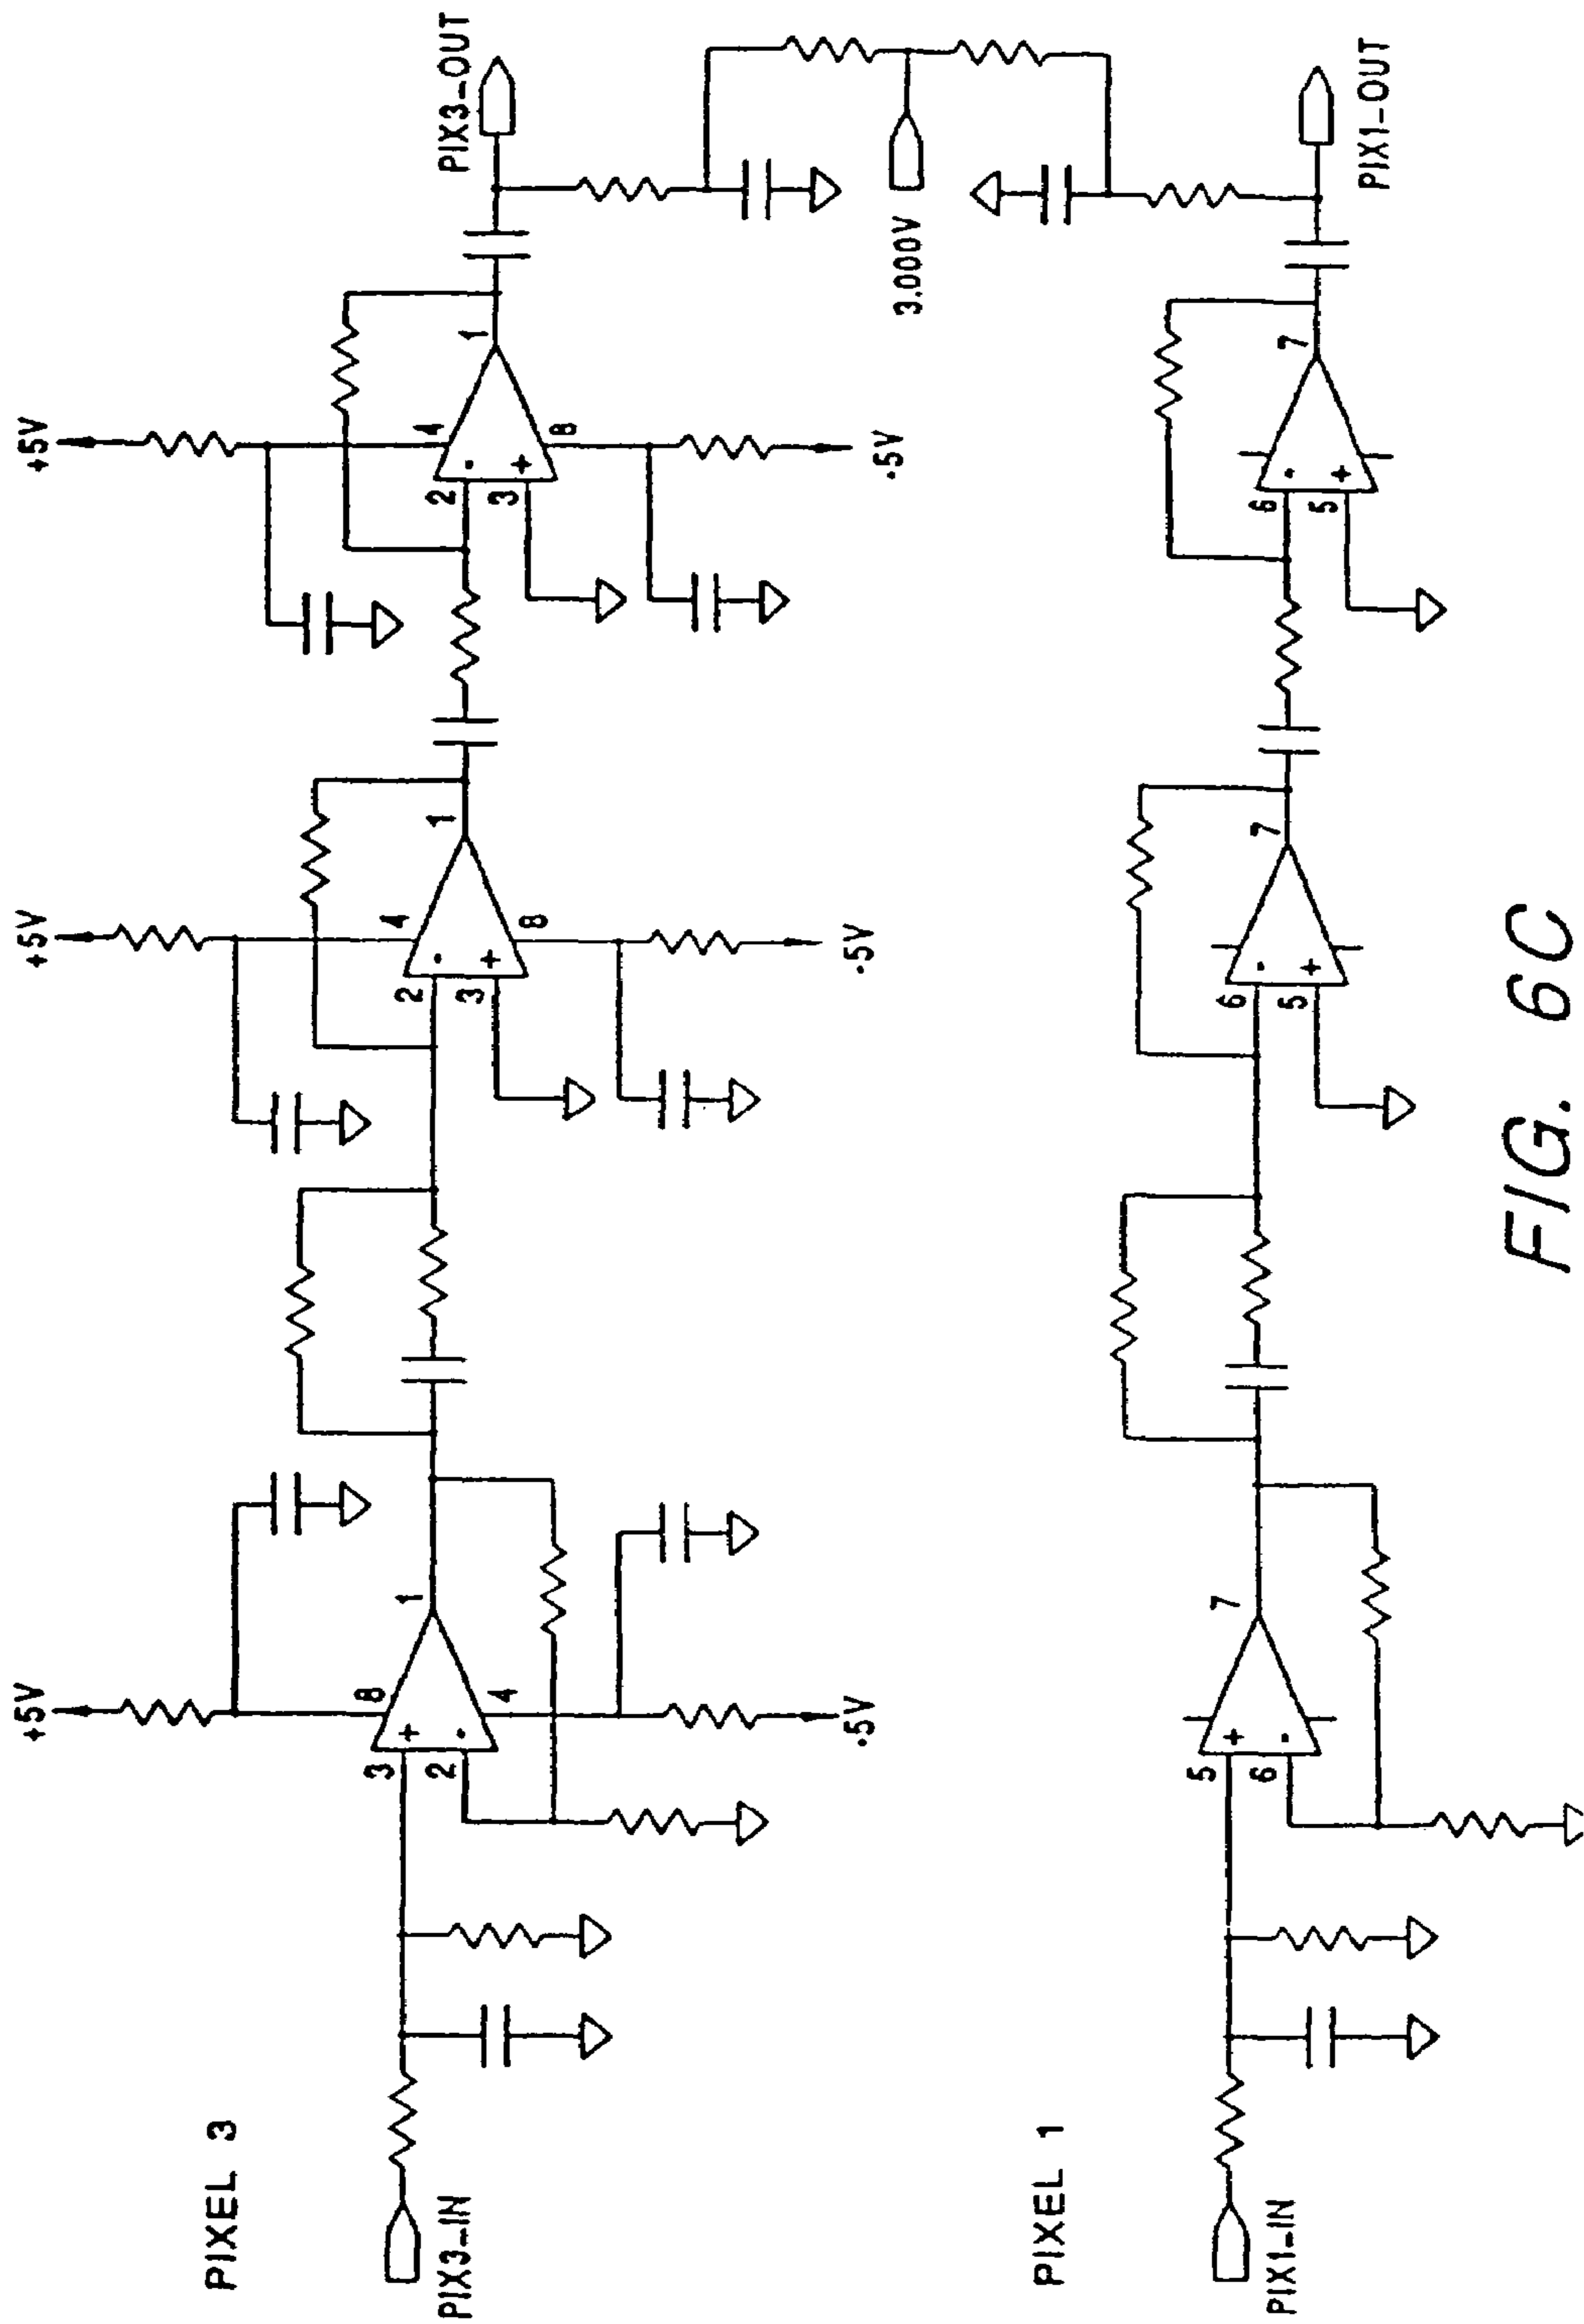 +5V +5V +5V
PIXEL 3
3 + 8 1
2 - 4
2 - 4 1
3 + 8
2 - 4 1
3 + 8
PIX3-IN
PIX3-OUT
-5V -5V -5V
3.000V
PIXEL 1
5 + 7
6 -
6 - 7
5 +
6 - 7
5 +
PIX1-IN
PIX1-OUT
FIG. 6C